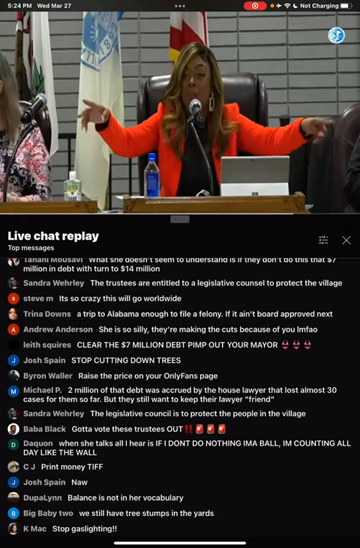 5:24 PM Wed Mar 27
Not Charging
Live chat replay
Top messages
Tanani Mousavi What she doesn't seem to understand is if they don't do this that $7
million in debt with turn to $14 million
Sandra Wehrley The trustees are entitled to a legislative counsel to protect the village
S steve m Its so crazy this will go worldwide
Trina Downs a trip to Alabama enough to file a felony. If it ain't board approved next
A Andrew Anderson She is so silly, they're making the cuts because of you lmfao
leith squires CLEAR THE $7 MILLION DEBT PIMP OUT YOUR MAYOR 👙 👙 👙
J Josh Spain STOP CUTTING DOWN TREES
Byron Waller Raise the price on your OnlyFans page
M Michael P. 2 million of that debt was accrued by the house lawyer that lost almost 30
cases for them so far. But they still want to keep their lawyer "friend"
Sandra Wehrley The legislative council is to protect the people in the village
Baba Black Gotta vote these trustees OUT‼️🚨🚨🚨
D Daquon when she talks all I hear is IF I DONT DO NOTHING IMA BALL, IM COUNTING ALL
DAY LIKE THE WALL
C J Print money TIFF
J Josh Spain Naw
DupaLynn Balance is not in her vocabulary
B Big Baby two we still have tree stumps in the yards
K Mac Stop gaslighting!!